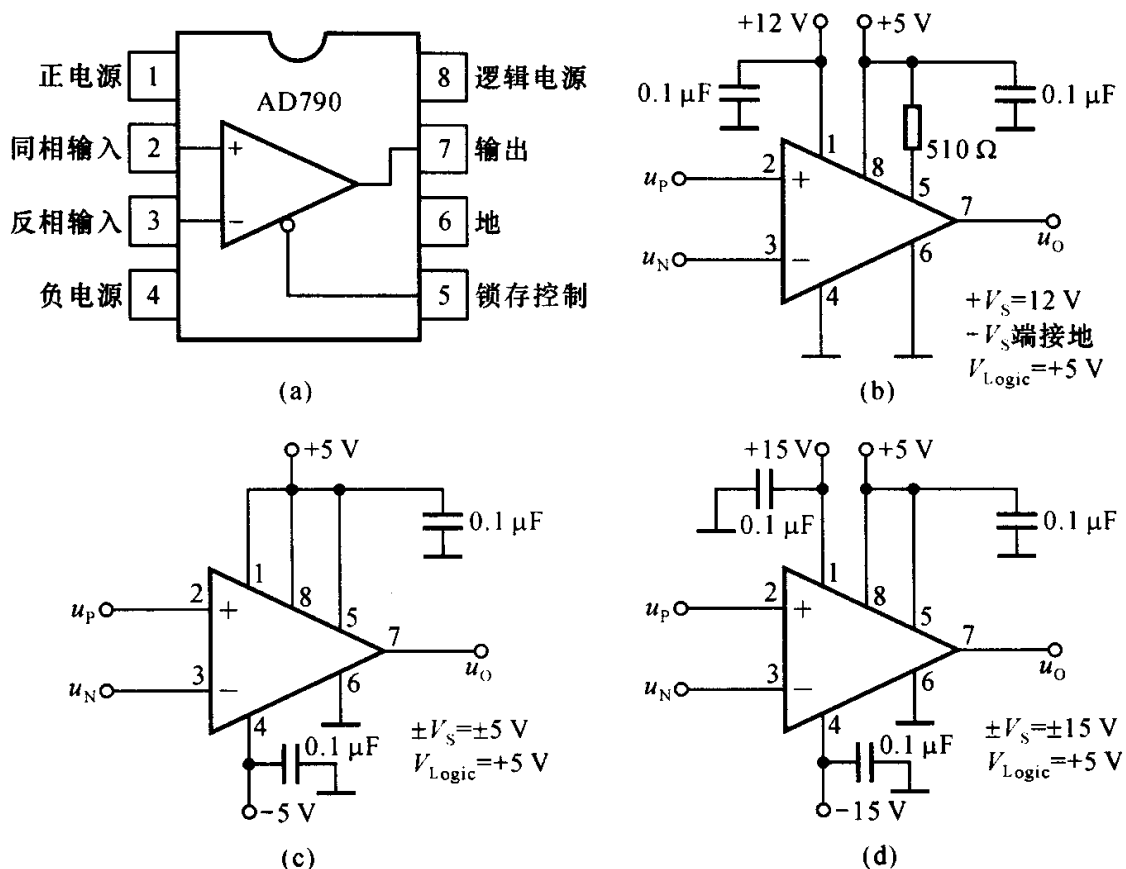 正电源 1
AD790
8 逻辑电源
同相输入 2 +
7 输出
反相输入 3 −
6 地
负电源 4
5 锁存控制
(a)
+12 V +5 V
0.1 μF
0.1 μF
510 Ω
1
8
5
u_P 2 +
7
u_O
u_N 3 −
6
4
+V_S=12 V
−V_S端接地
V_Logic=+5 V
(b)
+5 V
0.1 μF
1
8
5
u_P 2 +
7
u_O
u_N 3 −
6
4
0.1 μF
±V_S=±5 V
V_Logic=+5 V
−5 V
(c)
+15 V +5 V
0.1 μF
0.1 μF
1
8
5
u_P 2 +
7
u_O
u_N 3 −
6
4
0.1 μF
±V_S=±15 V
V_Logic=+5 V
−15 V
(d)